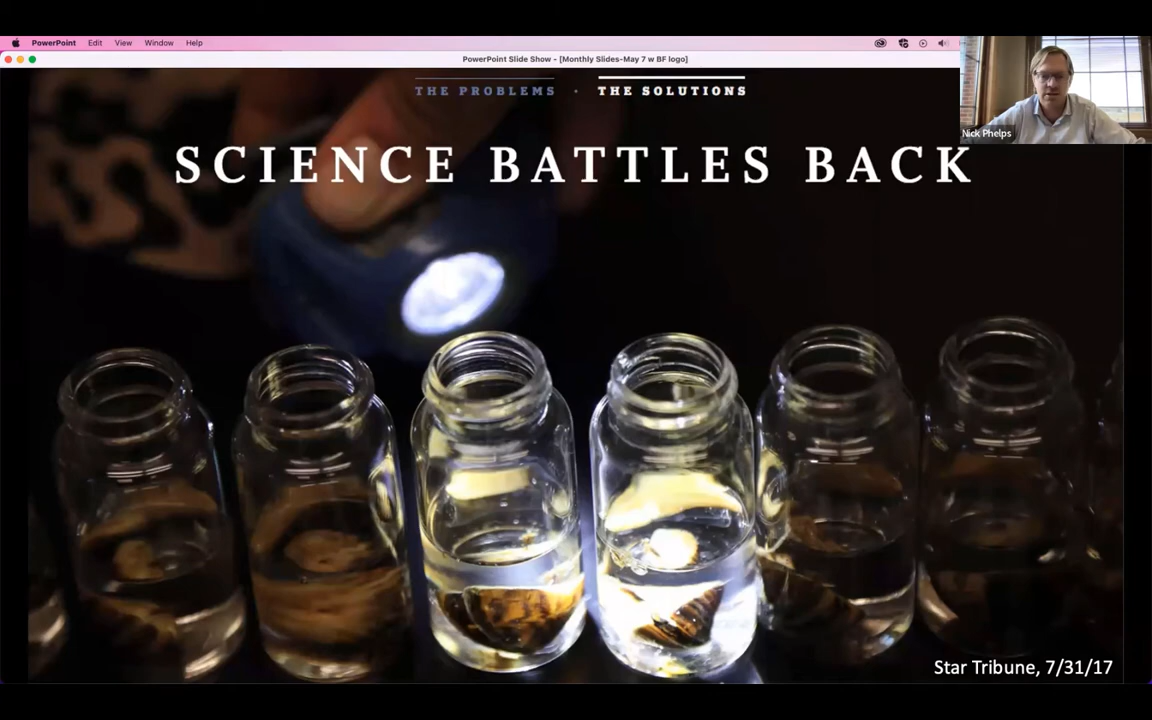 PowerPoint Edit View Window Help
PowerPoint Slide Show - [Monthly Slides-May 7 w BF logo]
THE PROBLEMS • THE SOLUTIONS
Nick Phelps
SCIENCE BATTLES BACK
Star Tribune, 7/31/17